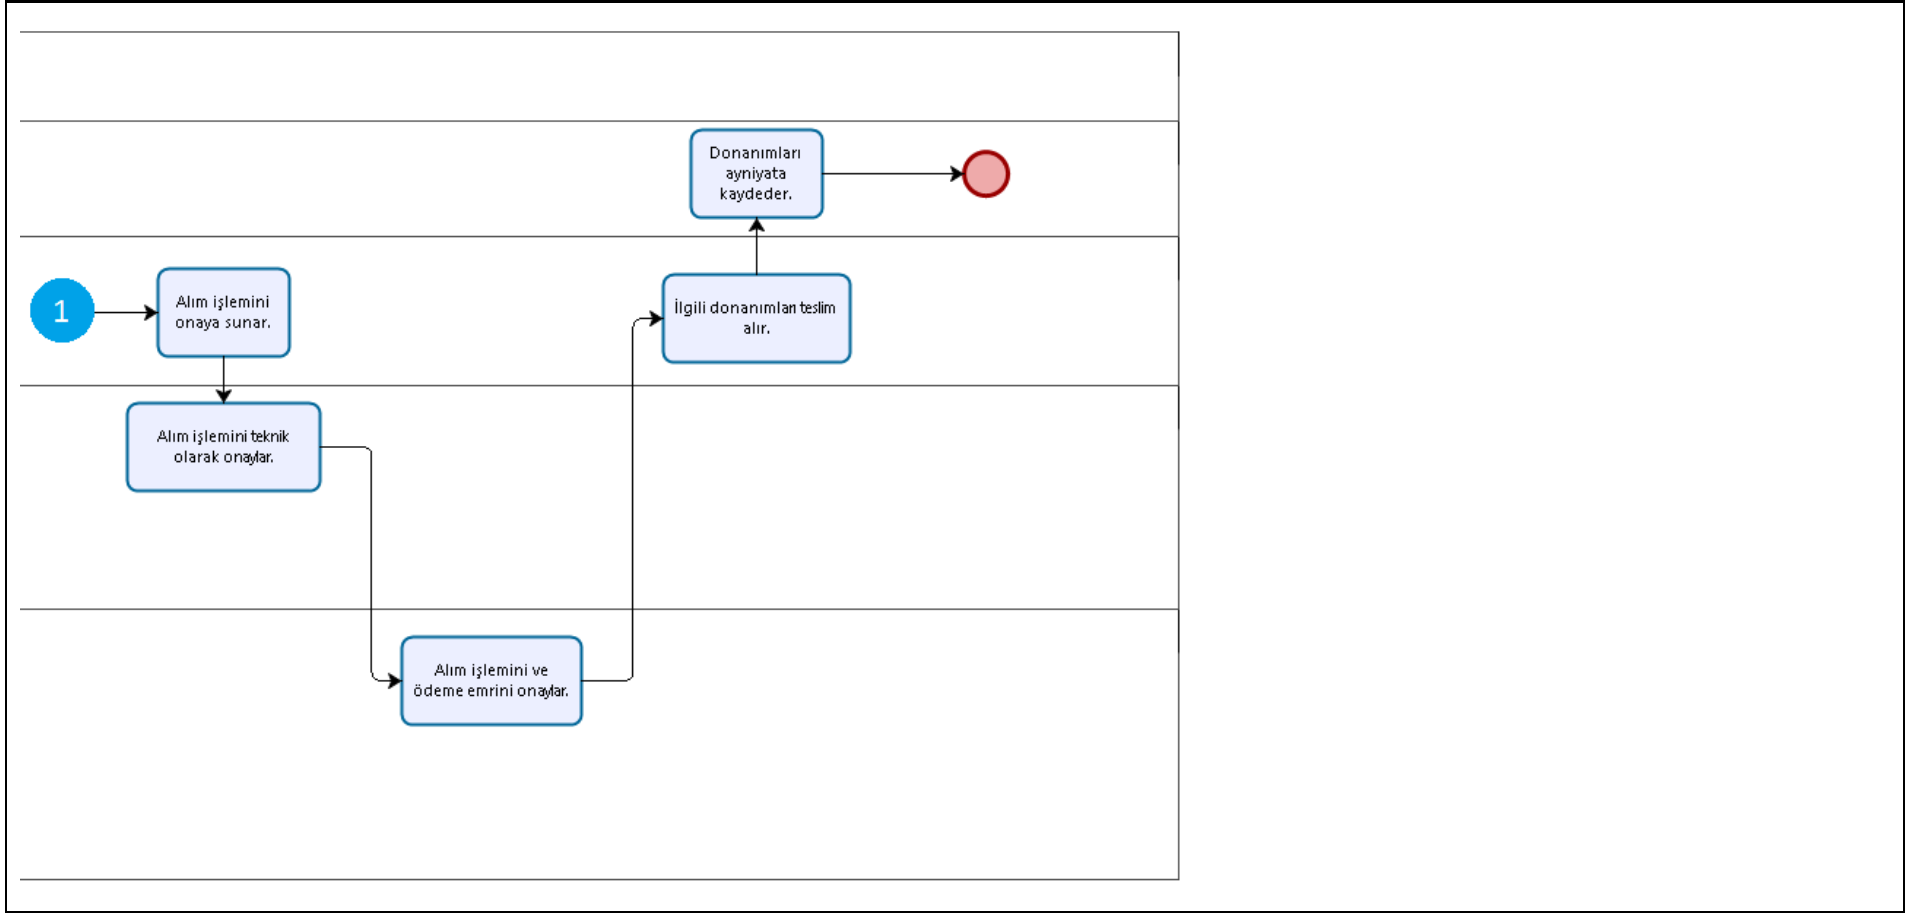 Donanımları
ayniyata
kaydeder.
1
Alım işlemini
onaya sunar.
İlgili donanımları teslim
alır.
Alım işlemini teknik
olarak onaylar.
Alım işlemini ve
ödeme emrini onaylar.